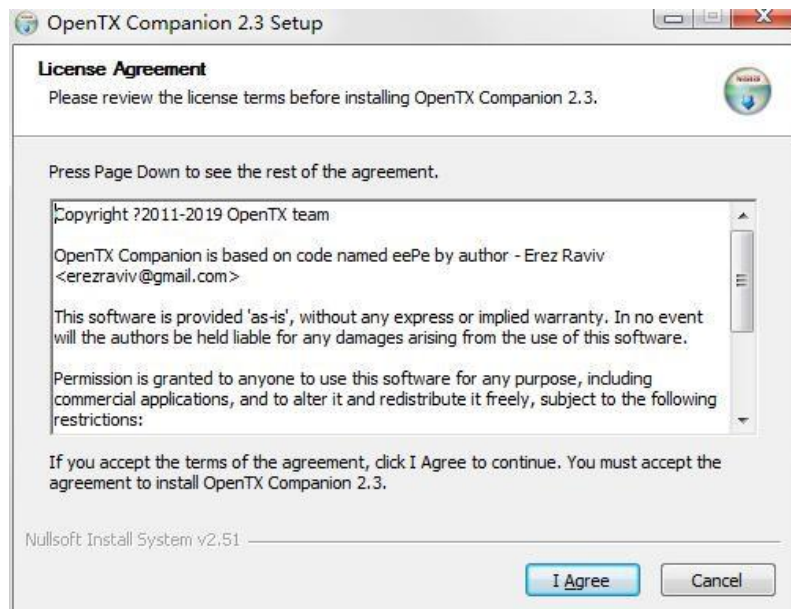 OpenTX Companion 2.3 Setup
License Agreement
Please review the license terms before installing OpenTX Companion 2.3.
Press Page Down to see the rest of the agreement.
Copyright ?2011-2019 OpenTX team
OpenTX Companion is based on code named eePe by author - Erez Raviv
<erezraviv@gmail.com>
This software is provided 'as-is', without any express or implied warranty. In no event
will the authors be held liable for any damages arising from the use of this software.
Permission is granted to anyone to use this software for any purpose, including
commercial applications, and to alter it and redistribute it freely, subject to the following
restrictions:
If you accept the terms of the agreement, click I Agree to continue. You must accept the
agreement to install OpenTX Companion 2.3.
Nullsoft Install System v2.51
I Agree
Cancel